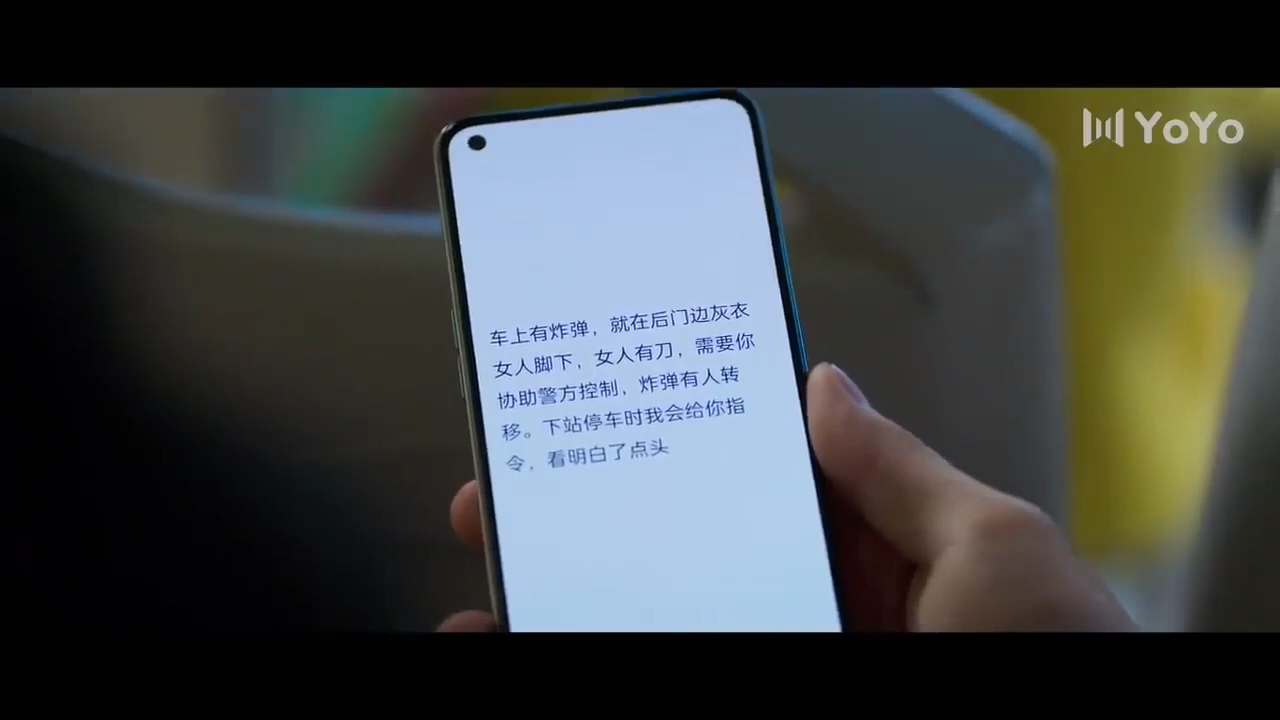 YoYo
车上有炸弹，就在后门边灰衣
女人脚下，女人有刀，需要你
协助警方控制，炸弹有人转
移。下站停车时我会给你指
令，看明白了点头